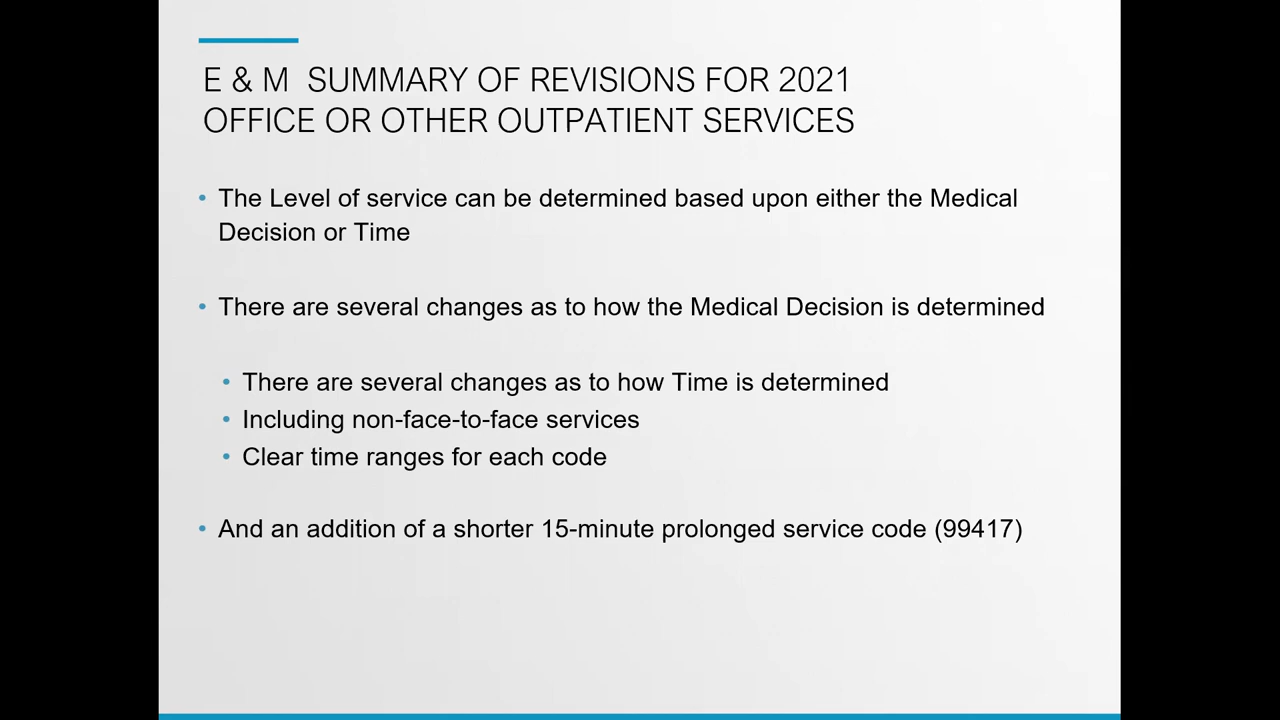 E & M SUMMARY OF REVISIONS FOR 2021
OFFICE OR OTHER OUTPATIENT SERVICES
• The Level of service can be determined based upon either the Medical
Decision or Time
• There are several changes as to how the Medical Decision is determined
• There are several changes as to how Time is determined
• Including non-face-to-face services
• Clear time ranges for each code
• And an addition of a shorter 15-minute prolonged service code (99417)